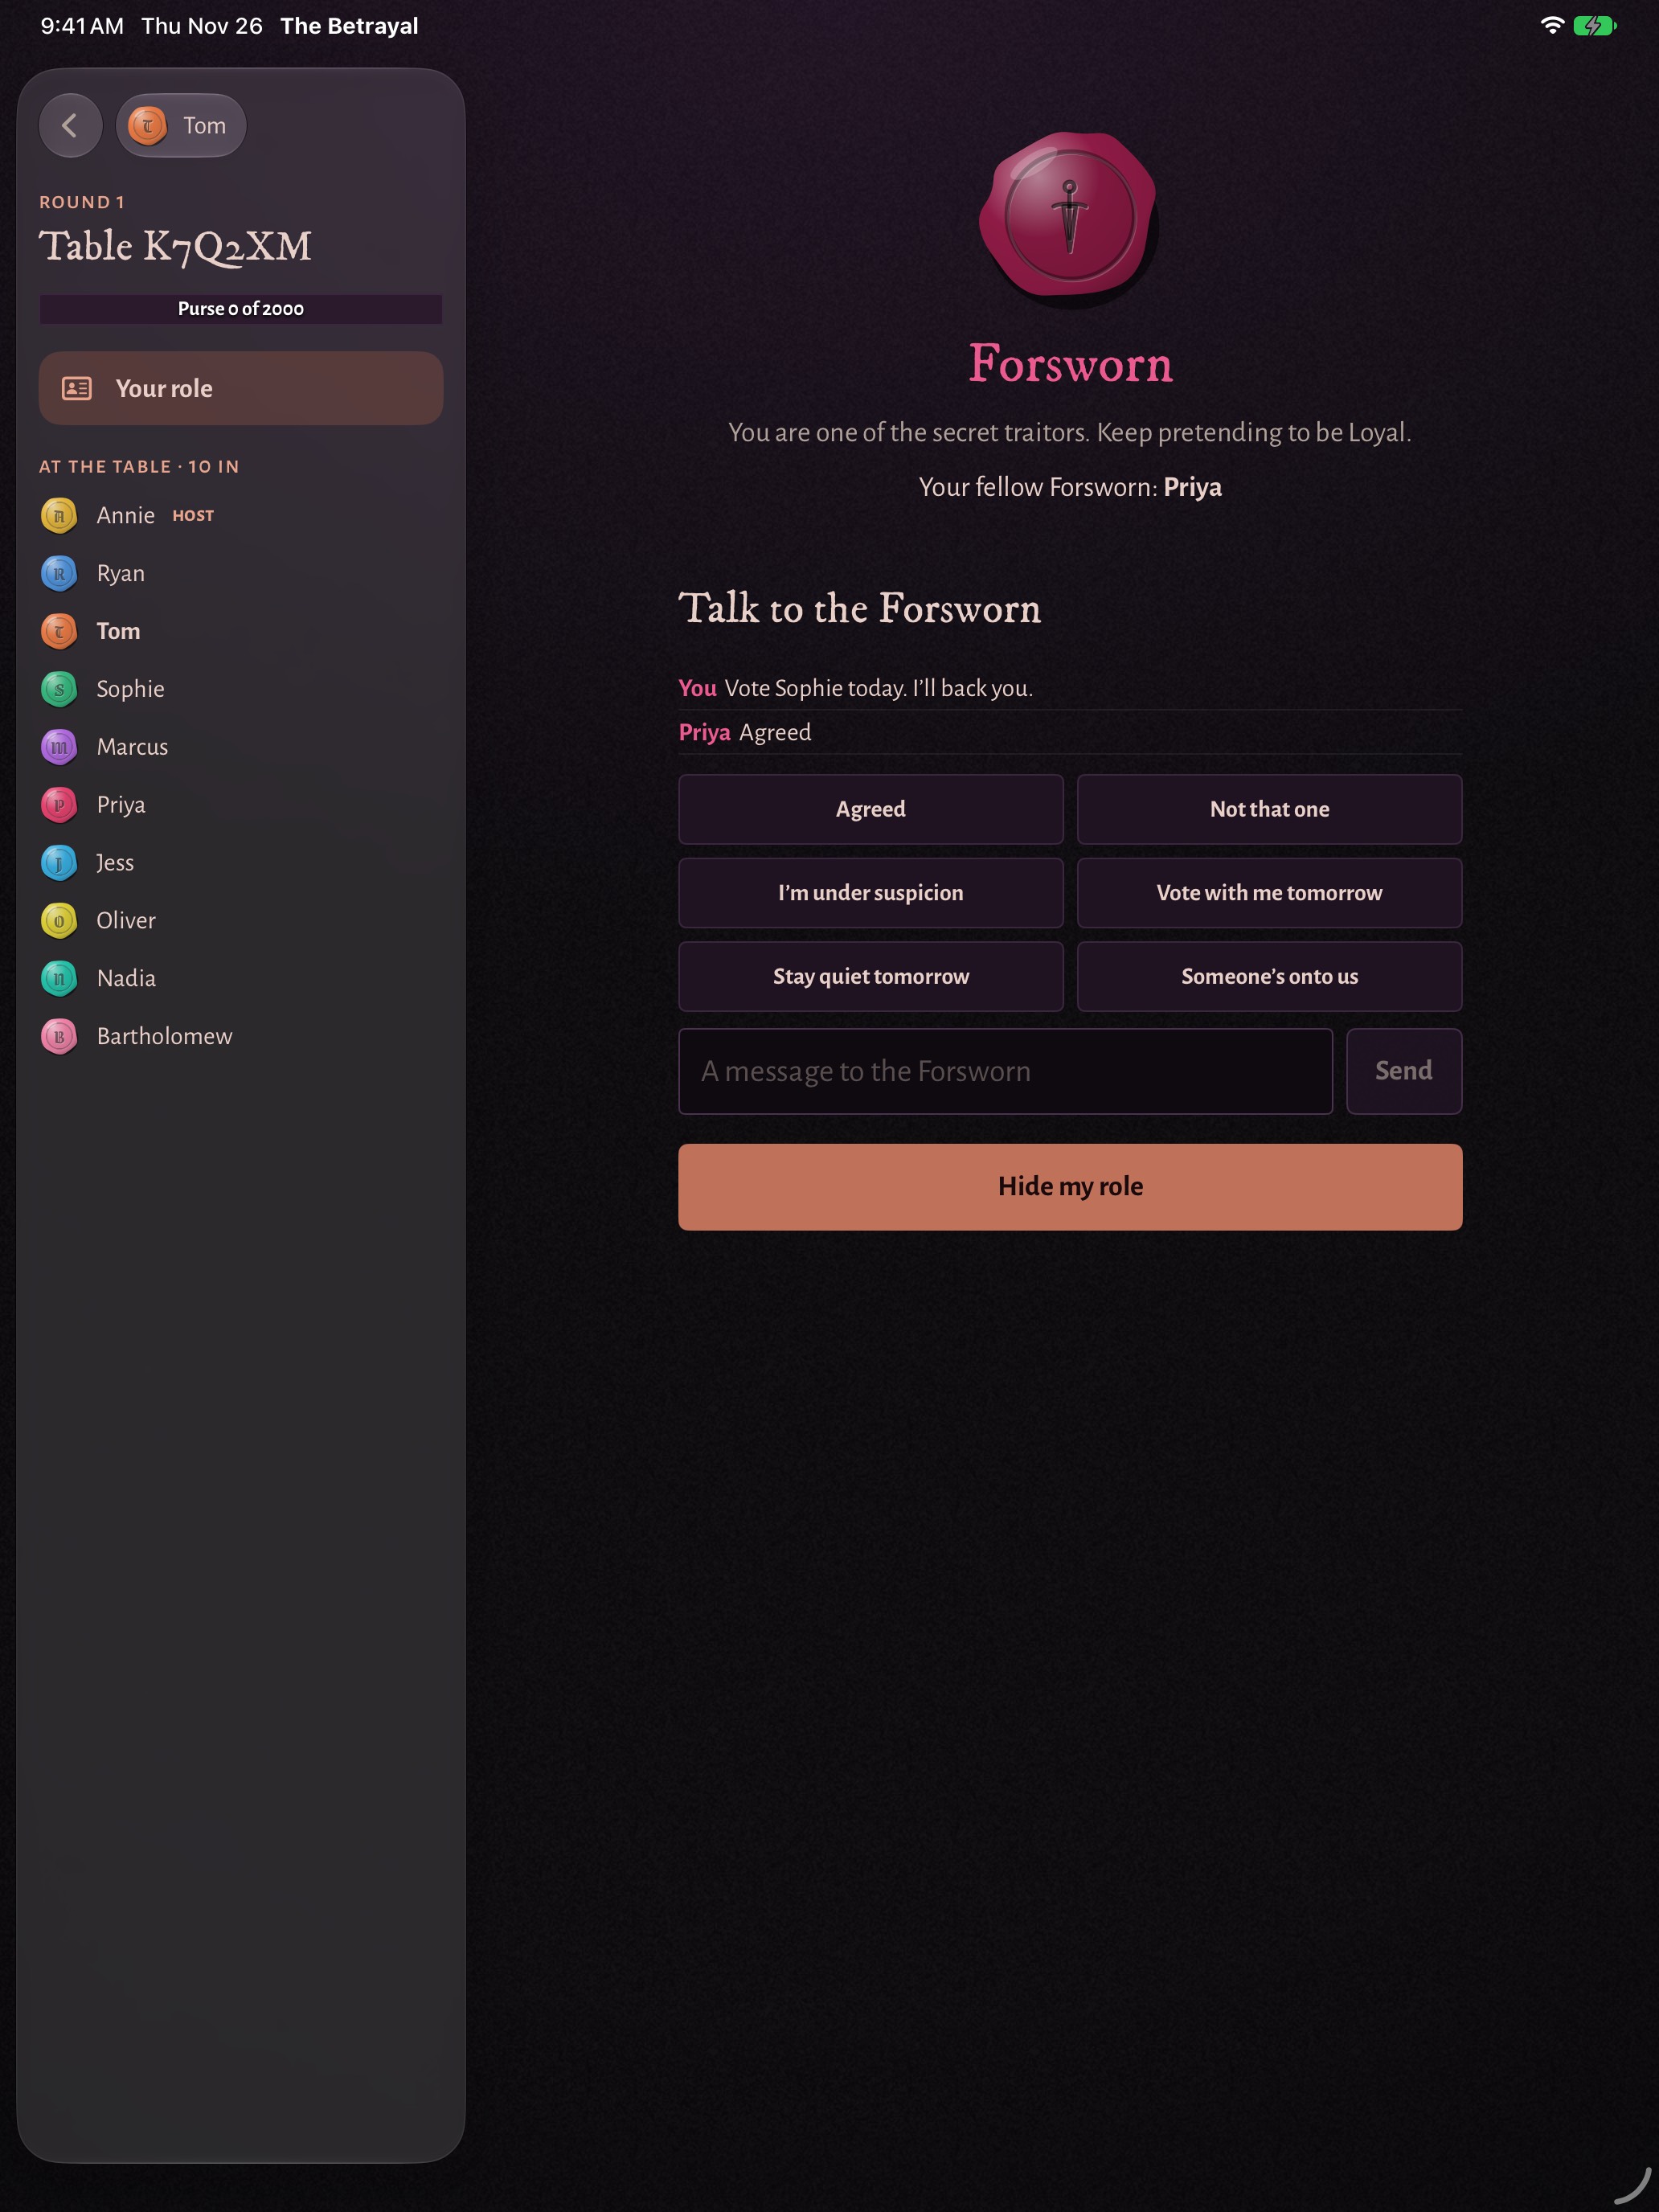 9:41 AM Thu Nov 26 The Betrayal
T Tom
ROUND 1
Table K7Q2XM
Purse 0 of 2000
Your role
AT THE TABLE · 10 IN
A Annie HOST
R Ryan
T Tom
S Sophie
M Marcus
P Priya
J Jess
O Oliver
N Nadia
B Bartholomew
Forsworn
You are one of the secret traitors. Keep pretending to be Loyal.
Your fellow Forsworn: Priya
Talk to the Forsworn
You Vote Sophie today. I’ll back you.
Priya Agreed
Agreed
Not that one
I’m under suspicion
Vote with me tomorrow
Stay quiet tomorrow
Someone’s onto us
A message to the Forsworn
Send
Hide my role